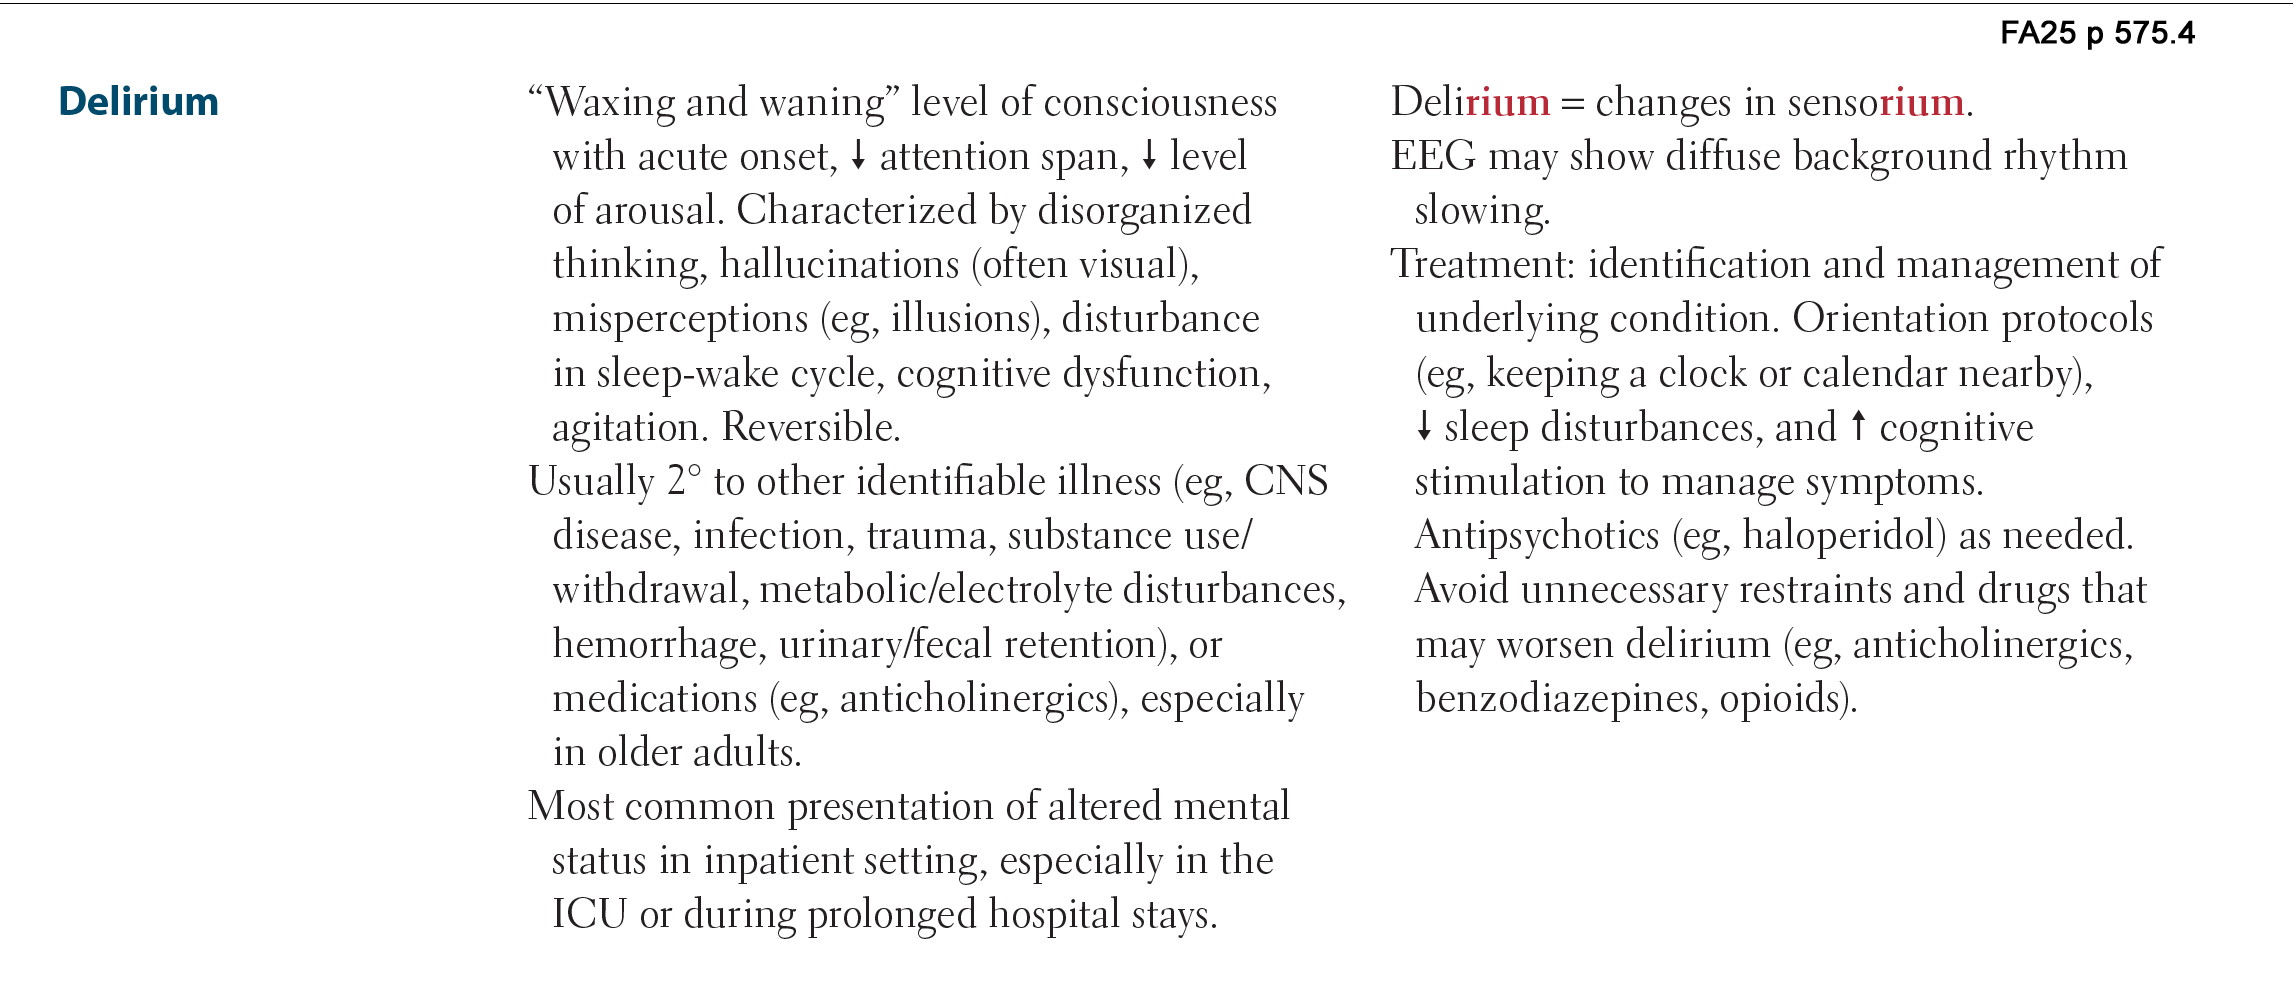 FA25 p 575.4
Delirium
“Waxing and waning” level of consciousness
with acute onset, ↓ attention span, ↓ level
of arousal. Characterized by disorganized
thinking, hallucinations (often visual),
misperceptions (eg, illusions), disturbance
in sleep-wake cycle, cognitive dysfunction,
agitation. Reversible.
Usually 2° to other identifiable illness (eg, CNS
disease, infection, trauma, substance use/
withdrawal, metabolic/electrolyte disturbances,
hemorrhage, urinary/fecal retention), or
medications (eg, anticholinergics), especially
in older adults.
Most common presentation of altered mental
status in inpatient setting, especially in the
ICU or during prolonged hospital stays.
Delirium = changes in sensorium.
EEG may show diffuse background rhythm
slowing.
Treatment: identification and management of
underlying condition. Orientation protocols
(eg, keeping a clock or calendar nearby),
↓ sleep disturbances, and ↑ cognitive
stimulation to manage symptoms.
Antipsychotics (eg, haloperidol) as needed.
Avoid unnecessary restraints and drugs that
may worsen delirium (eg, anticholinergics,
benzodiazepines, opioids).